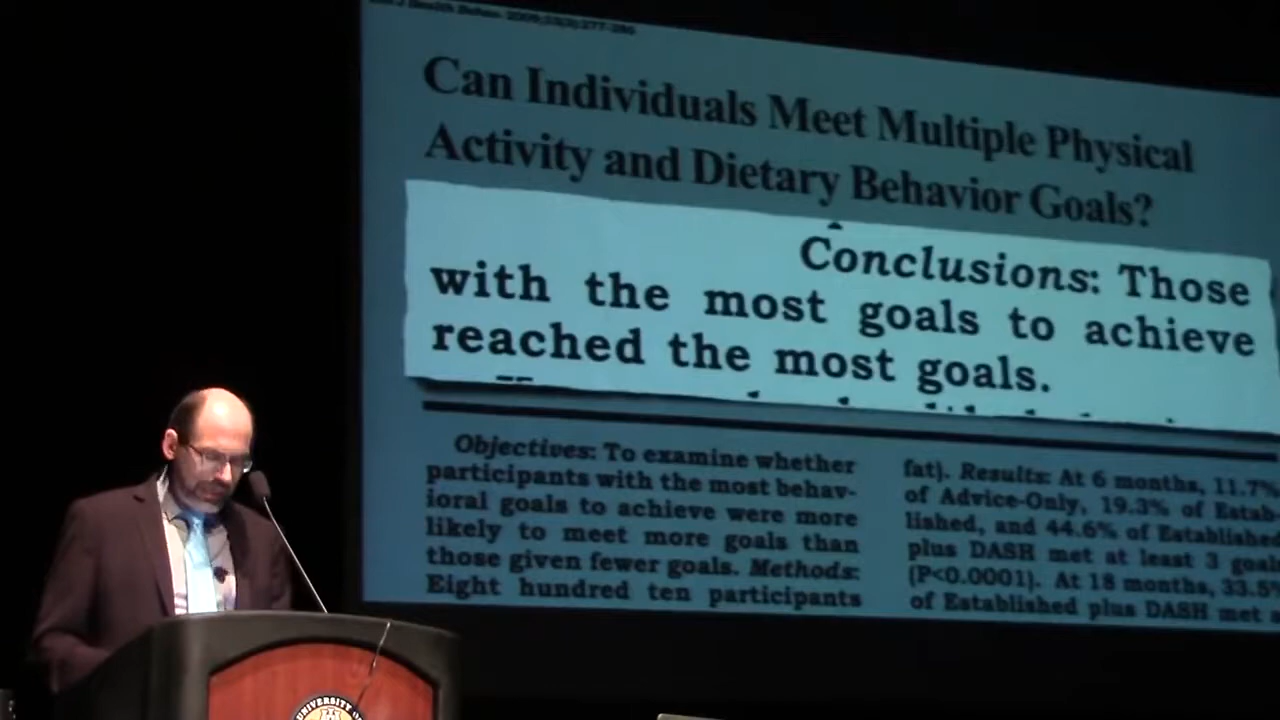 Can Individuals Meet Multiple Physical
Activity and Dietary Behavior Goals?
Conclusions: Those
with the most goals to achieve
reached the most goals.
Objectives: To examine whether
participants with the most behav-
ioral goals to achieve were more
likely to meet more goals than
those given fewer goals. Methods:
Eight hundred ten participants
fat). Results: At 6 months, 11.7%
of Advice-Only, 19.3% of Estab-
lished, and 44.6% of Established
plus DASH met at least 3 goal
(P<0.0001). At 18 months, 33.5%
of Established plus DASH met
UNIVERSITY OF